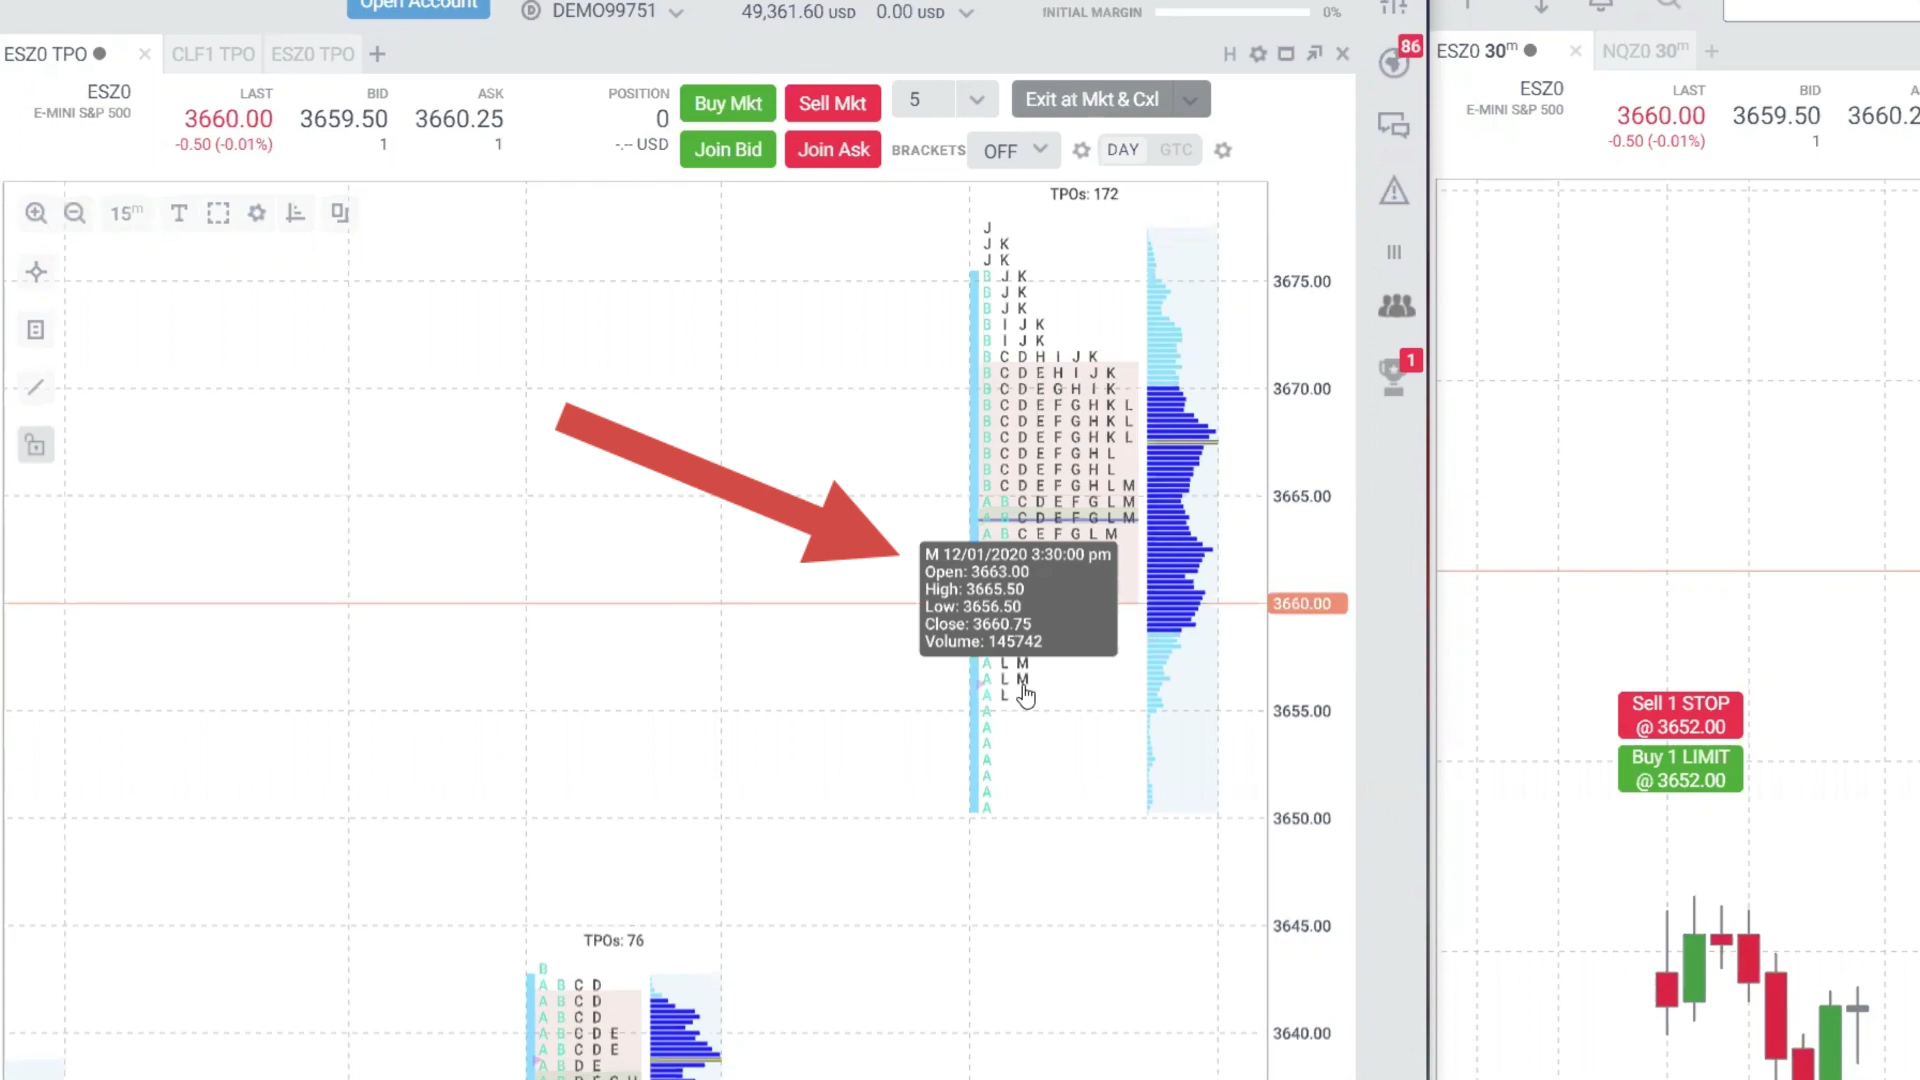 Open Account
D DEMO99751
49,361.60 USD 0.00 USD
INITIAL MARGIN 0%
ESZ0 TPO
CLF1 TPO
ESZ0 TPO
H
ESZ0
E-MINI S&P 500
LAST
3660.00
-0.50 (-0.01%)
BID
3659.50
1
ASK
3660.25
1
POSITION
0
-.-- USD
Buy Mkt
Sell Mkt
5
Exit at Mkt & Cxl
Join Bid
Join Ask
BRACKETS
OFF
DAY
GTC
15m
T
TPOs: 172
J
J K
J K
B J K
B J K
B J K
B I J K
B I J K
B C D H I J K
B C D E H I J K
B C D E G H I K
B C D E F G H K L
B C D E F G H K L
B C D E F G H K L
B C D E F G H L
B C D E F G H L
B C D E F G H L M
A B C D E F G L M
A B C D E F G L M
A B C E F G L M
M 12/01/2020 3:30:00 pm
Open: 3663.00
High: 3665.50
Low: 3656.50
Close: 3660.75
Volume: 145742
A L M
A L M
A L
A
A
A
A
A
A
A
3675.00
3670.00
3665.00
3660.00
3655.00
3650.00
3645.00
3640.00
TPOs: 76
B
A B C D
A B C D
A B C D
A B C D E
A B C D E
A B D E
86
1
ESZ0 30m
NQZ0 30m
ESZ0
E-MINI S&P 500
LAST
3660.00
-0.50 (-0.01%)
BID
3659.50
1
3660.2
Sell 1 STOP
@ 3652.00
Buy 1 LIMIT
@ 3652.00